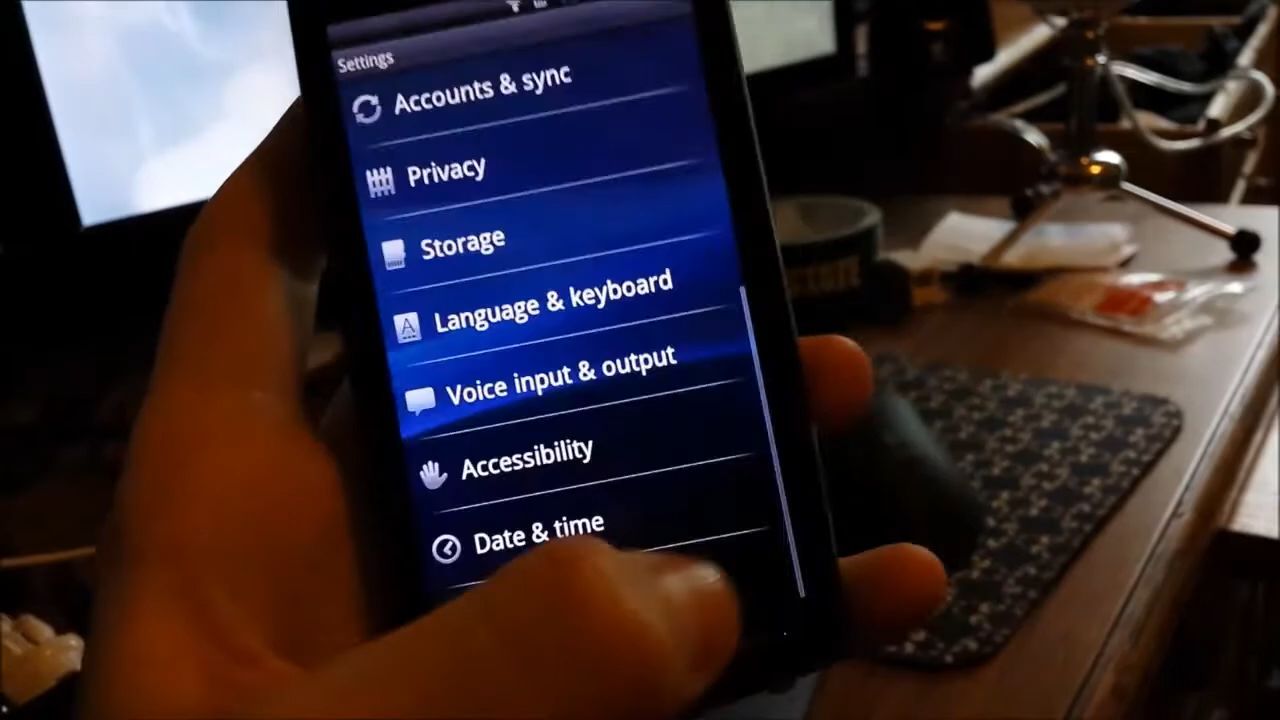 Settings
Accounts & sync
Privacy
Storage
Language & keyboard
Voice input & output
Accessibility
Date & time